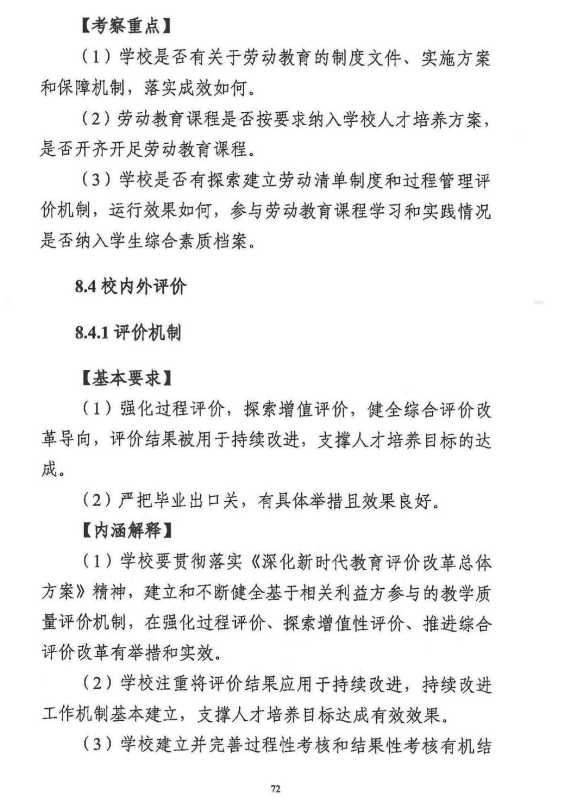 【考察重点】
（1）学校是否有关于劳动教育的制度文件、实施方案
和保障机制，落实成效如何。
（2）劳动教育课程是否按要求纳入学校人才培养方案，
是否开齐开足劳动教育课程。
（3）学校是否有探索建立劳动清单制度和过程管理评
价机制，运行效果如何，参与劳动教育课程学习和实践情况
是否纳入学生综合素质档案。
8.4 校内外评价
8.4.1 评价机制
【基本要求】
（1）强化过程评价，探索增值评价，健全综合评价改
革导向，评价结果被用于持续改进，支撑人才培养目标的达
成。
（2）严把毕业出口关，有具体举措且效果良好。
【内涵解释】
（1）学校要贯彻落实《深化新时代教育评价改革总体
方案》精神，建立和不断健全基于相关利益方参与的教学质
量评价机制，在强化过程评价、探索增值性评价、推进综合
评价改革有举措和实效。
（2）学校注重将评价结果应用于持续改进，持续改进
工作机制基本建立，支撑人才培养目标达成有效效果。
（3）学校建立并完善过程性考核和结果性考核有机结
72